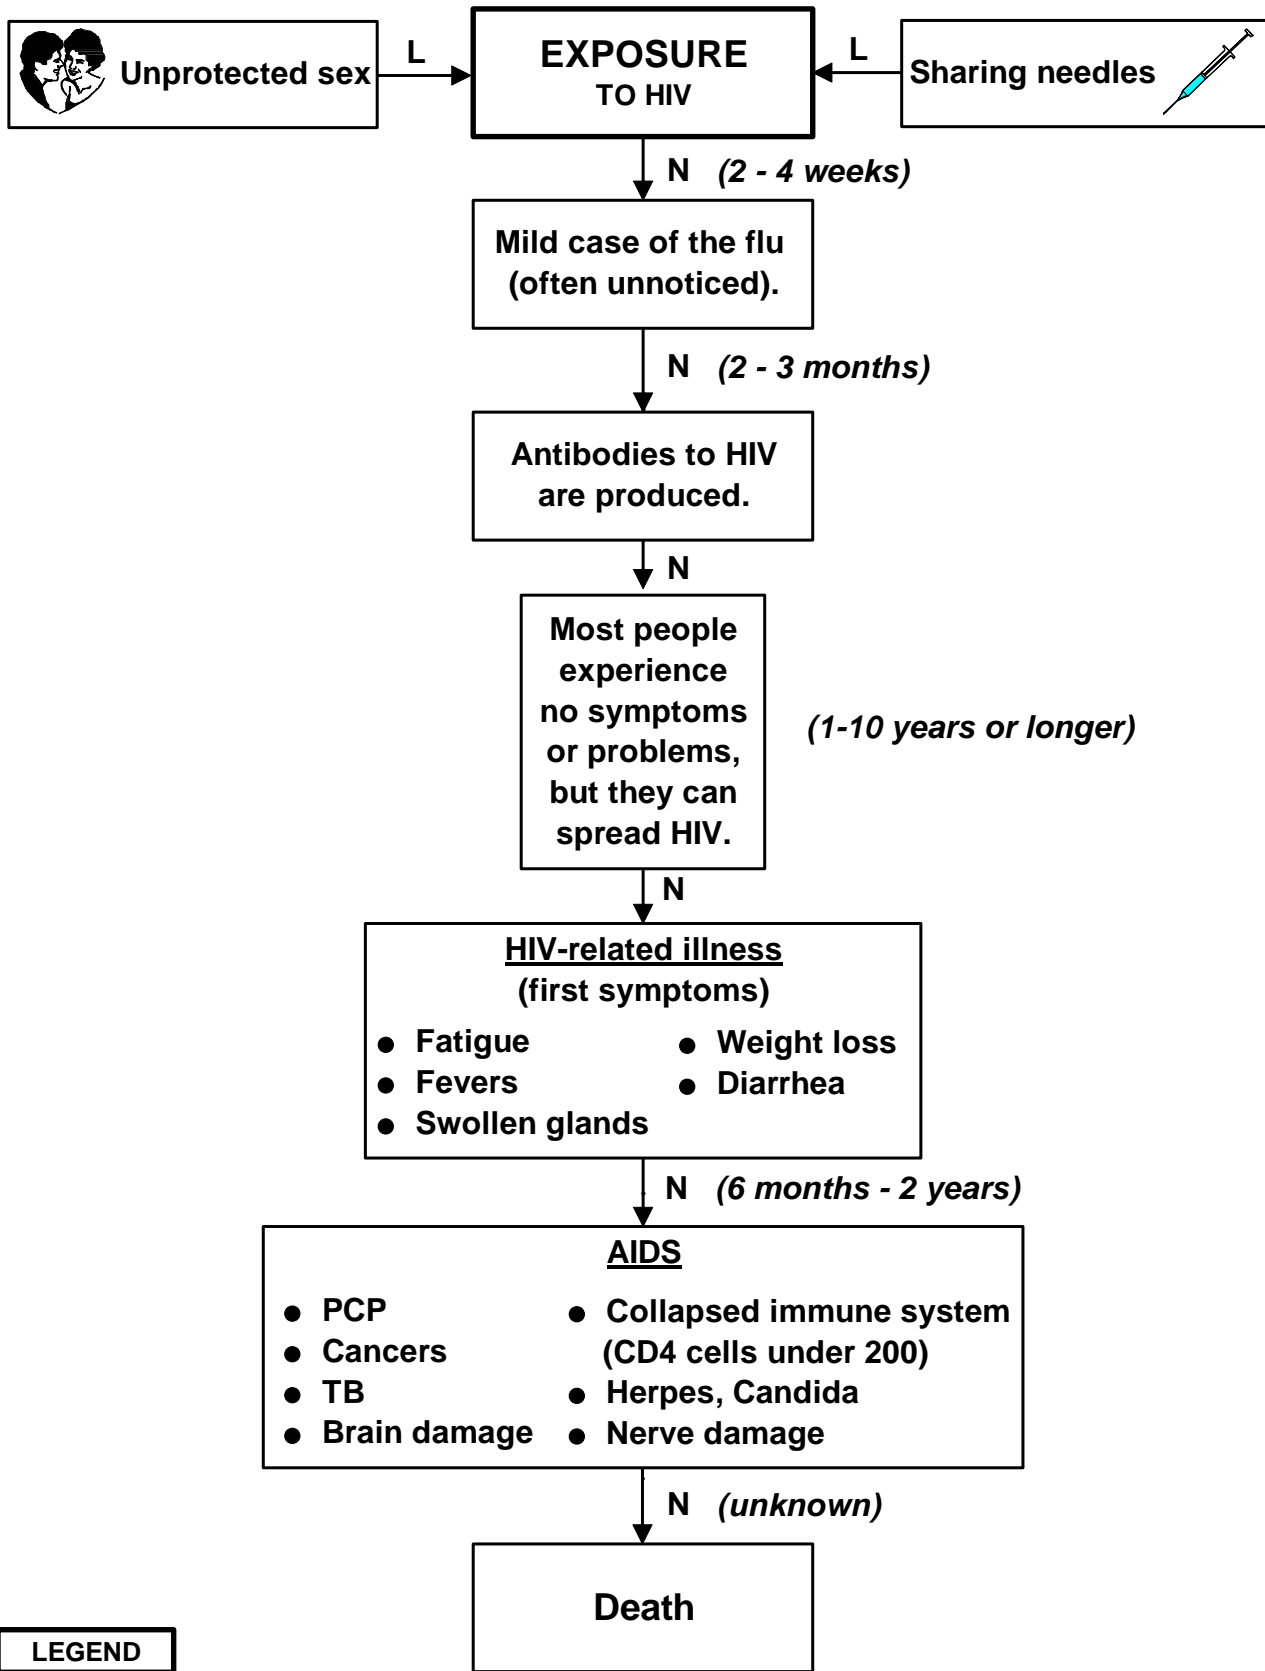 Unprotected sex
L
EXPOSURE
TO HIV
L
Sharing needles
N (2 - 4 weeks)
Mild case of the flu
(often unnoticed).
N (2 - 3 months)
Antibodies to HIV
are produced.
N
Most people
experience
no symptoms
or problems,
but they can
spread HIV.
(1-10 years or longer)
N
HIV-related illness
(first symptoms)
● Fatigue
● Fevers
● Swollen glands
● Weight loss
● Diarrhea
N (6 months - 2 years)
AIDS
● PCP
● Cancers
● TB
● Brain damage
● Collapsed immune system
(CD4 cells under 200)
● Herpes, Candida
● Nerve damage
N (unknown)
Death
LEGEND